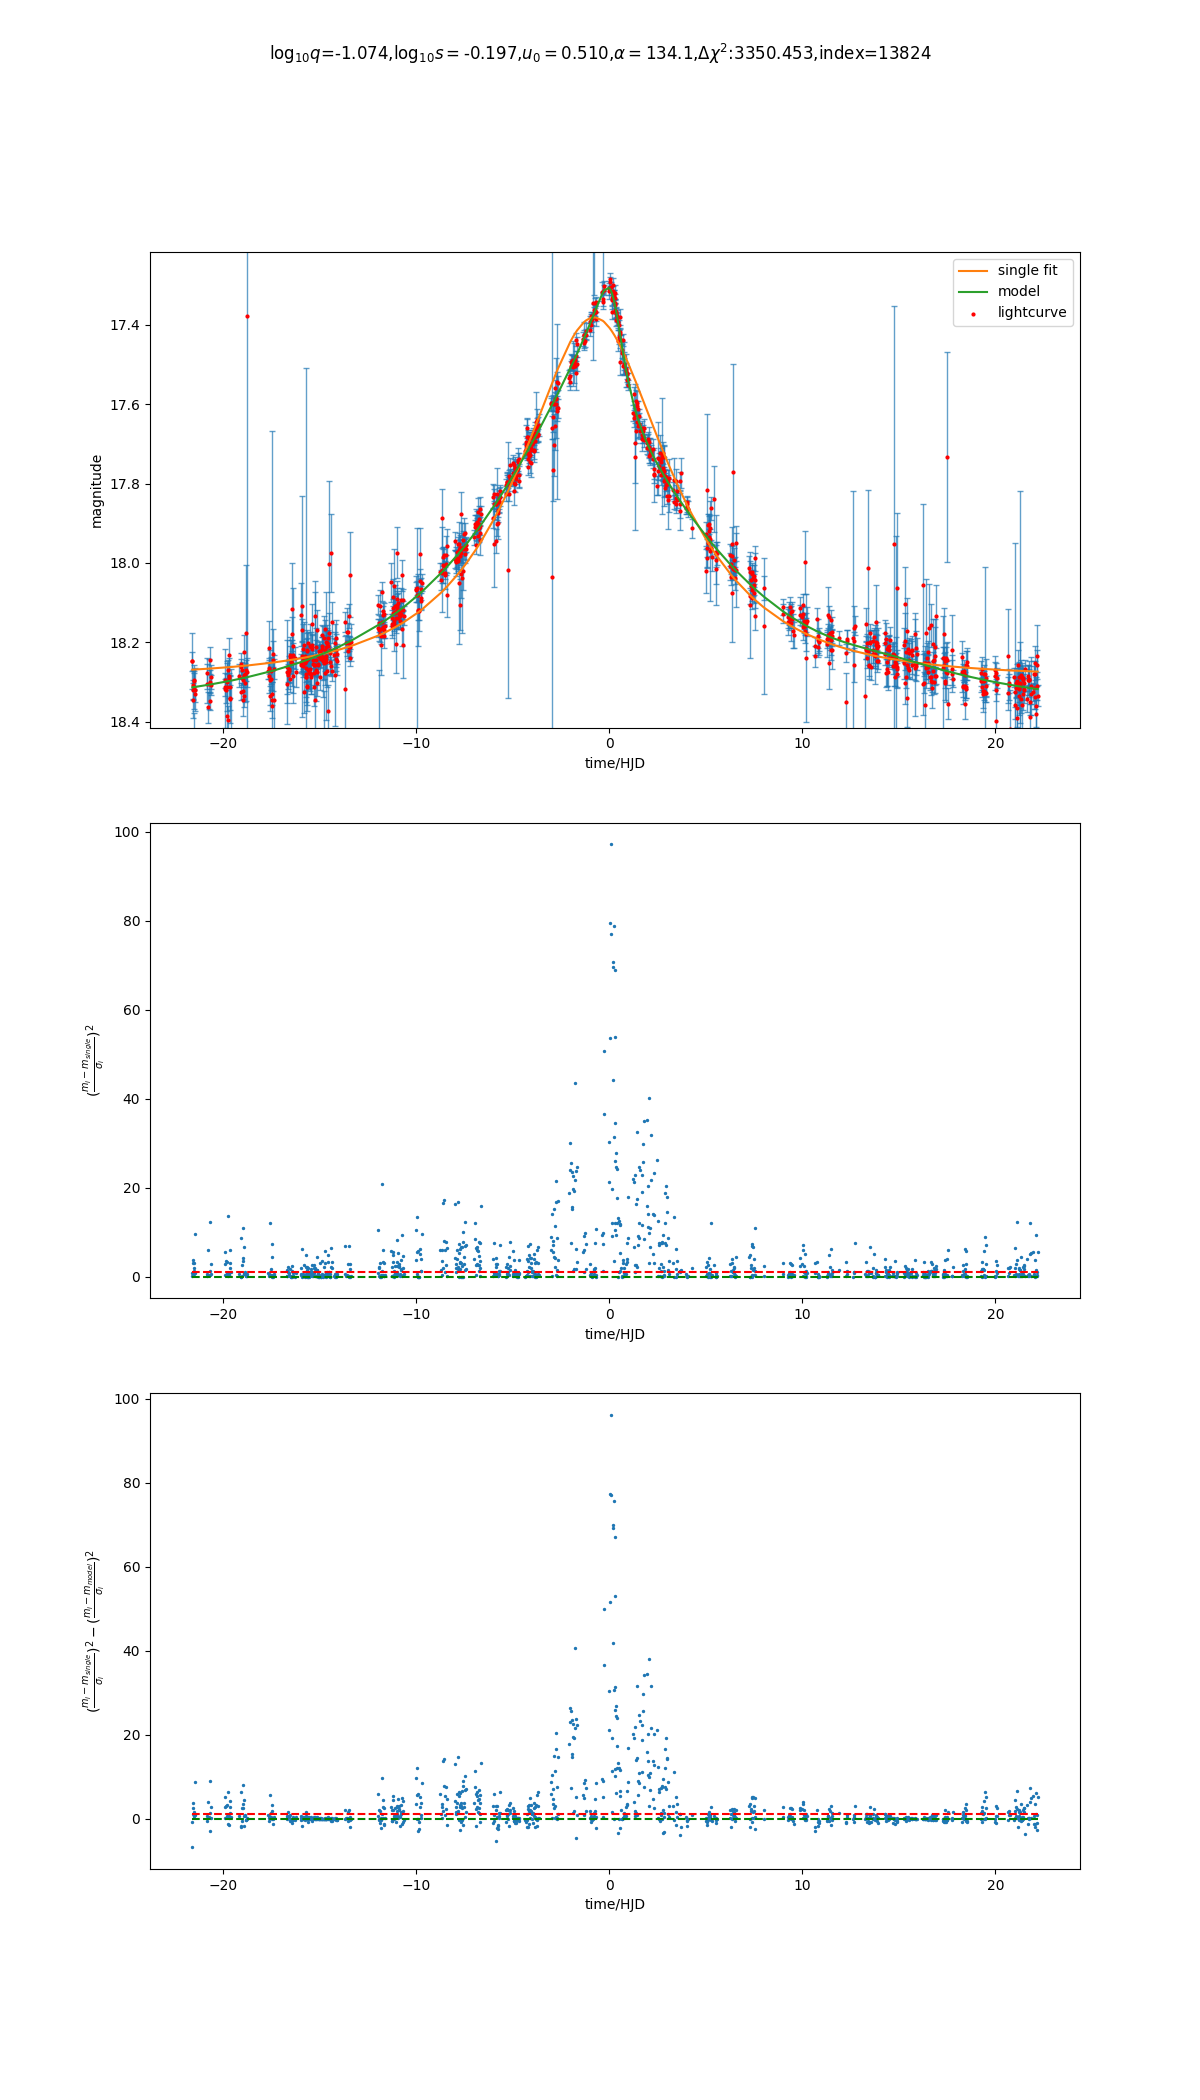 log₁₀q=-1.074,log₁₀s = -0.197,u₀ = 0.510,α = 134.1,Δχ²:3350.453,index=13824
single fit
model
lightcurve
17.4
17.6
17.8
18.0
18.2
18.4
magnitude
−20 −10 0 10 20
time/HJD
100
80
60
40
20
0
(mᵢ − m_single / σᵢ)²
−20 −10 0 10 20
time/HJD
100
80
60
40
20
0
(mᵢ − m_single / σᵢ)² − (mᵢ − m_model / σᵢ)²
−20 −10 0 10 20
time/HJD